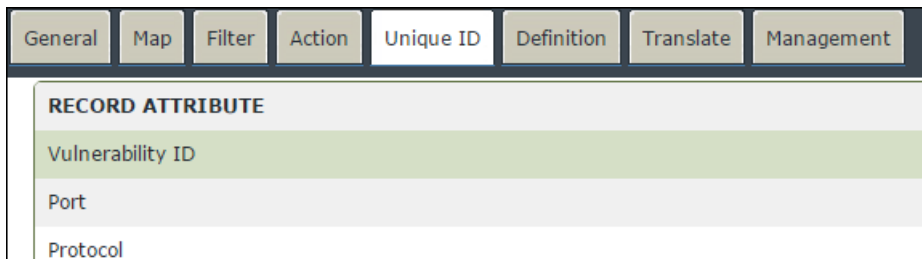 General Map Filter Action Unique ID Definition Translate Management
RECORD ATTRIBUTE
Vulnerability ID
Port
Protocol